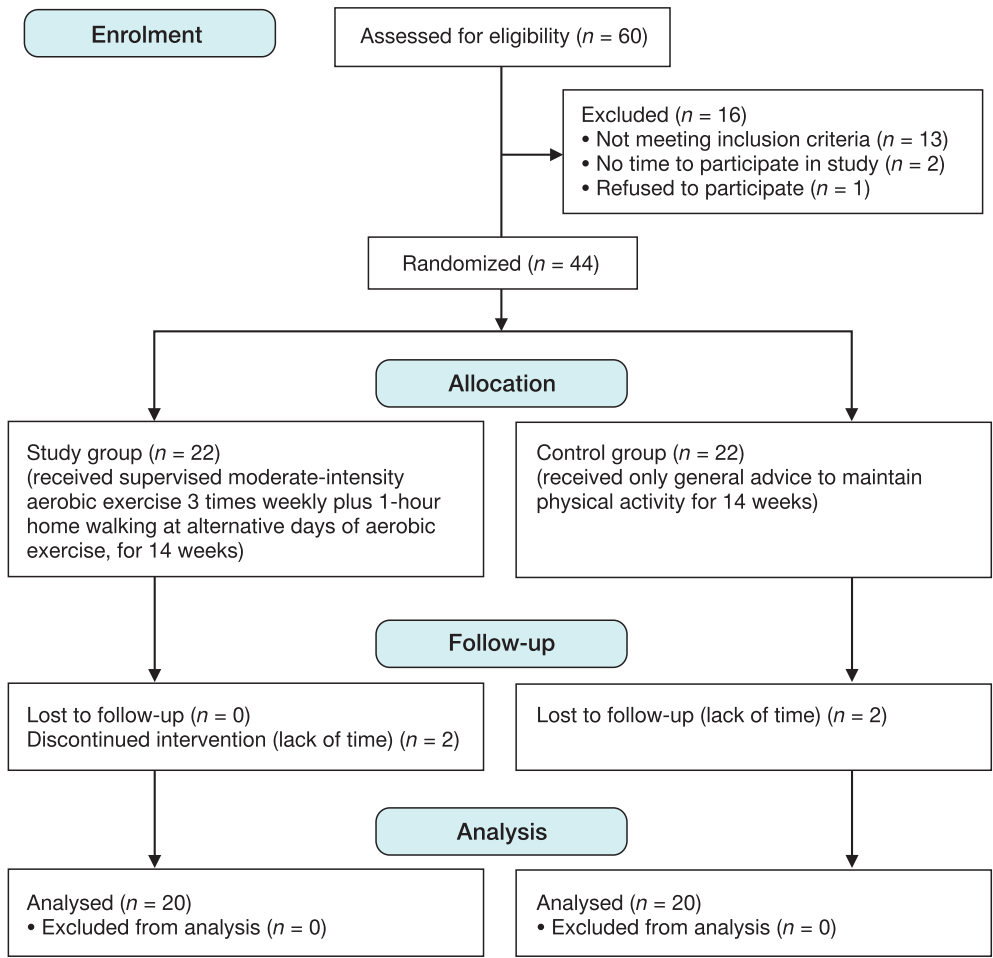 Enrolment
Assessed for eligibility (n = 60)
Excluded (n = 16)
• Not meeting inclusion criteria (n = 13)
• No time to participate in study (n = 2)
• Refused to participate (n = 1)
Randomized (n = 44)
Allocation
Study group (n = 22)
(received supervised moderate-intensity
aerobic exercise 3 times weekly plus 1-hour
home walking at alternative days of aerobic
exercise, for 14 weeks)
Control group (n = 22)
(received only general advice to maintain
physical activity for 14 weeks)
Follow-up
Lost to follow-up (n = 0)
Discontinued intervention (lack of time) (n = 2)
Lost to follow-up (lack of time) (n = 2)
Analysis
Analysed (n = 20)
• Excluded from analysis (n = 0)
Analysed (n = 20)
• Excluded from analysis (n = 0)